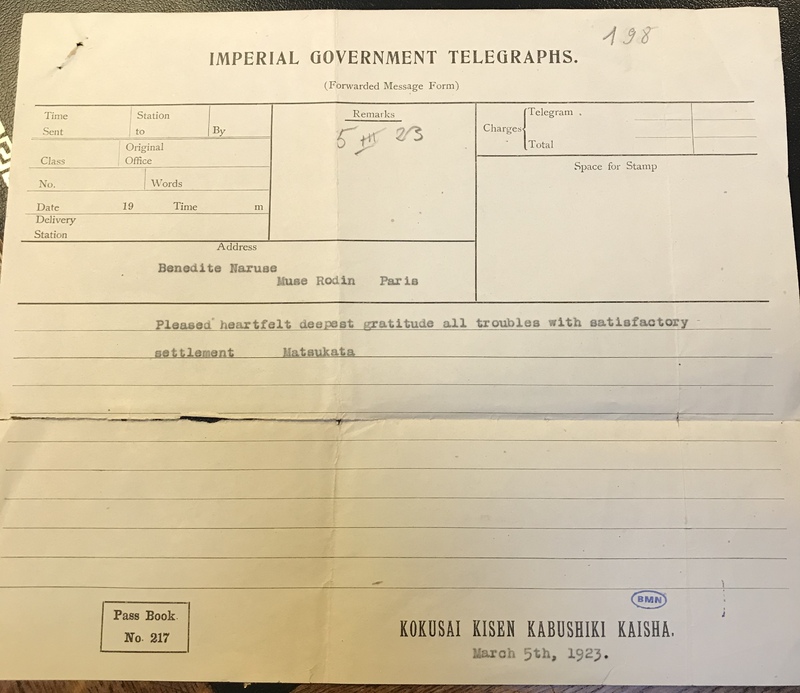 198
IMPERIAL GOVERNMENT TELEGRAPHS.
(Forwarded Message Form)
Time Sent
Station to
By
Remarks
5 III 23
Charges
Telegram
Total
Original Office
Class
Space for Stamp
No.
Words
Date 19 Time m
Delivery
Station
Address
Benedite Naruse
Muse Rodin Paris
Pleased heartfelt deepest gratitude all troubles with satisfactory
settlement Matsukata
BMN
Pass Book
No. 217
KOKUSAI KISEN KABUSHIKI KAISHA.
March 5th, 1923.